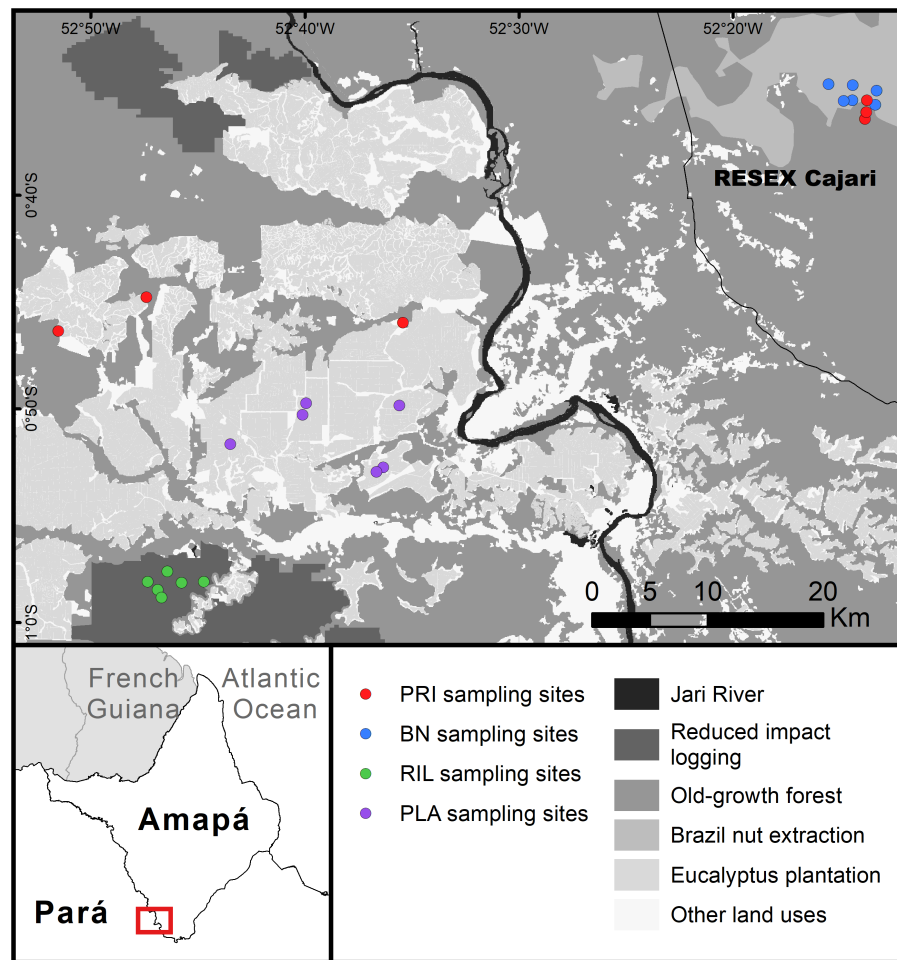 52°50'W
52°40'W
52°30'W
52°20'W
0°40'S
0°50'S
1°0'S
RESEX Cajari
0
5
10
20
Km
French
Guiana
Atlantic
Ocean
Amapá
Pará
PRI sampling sites
BN sampling sites
RIL sampling sites
PLA sampling sites
Jari River
Reduced impact
logging
Old-growth forest
Brazil nut extraction
Eucalyptus plantation
Other land uses